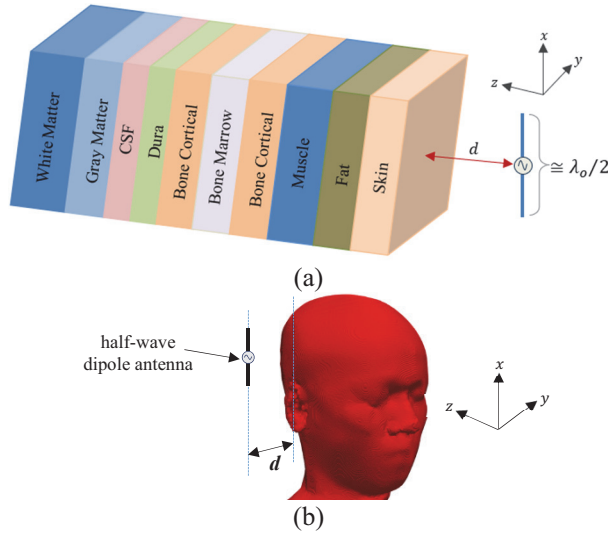 White Matter
Gray Matter
CSF
Dura
Bone Cortical
Bone Marrow
Bone Cortical
Muscle
Fat
Skin
d
x
y
z
≅ λₒ/2
(a)
half-wave
dipole antenna
d
x
y
z
(b)